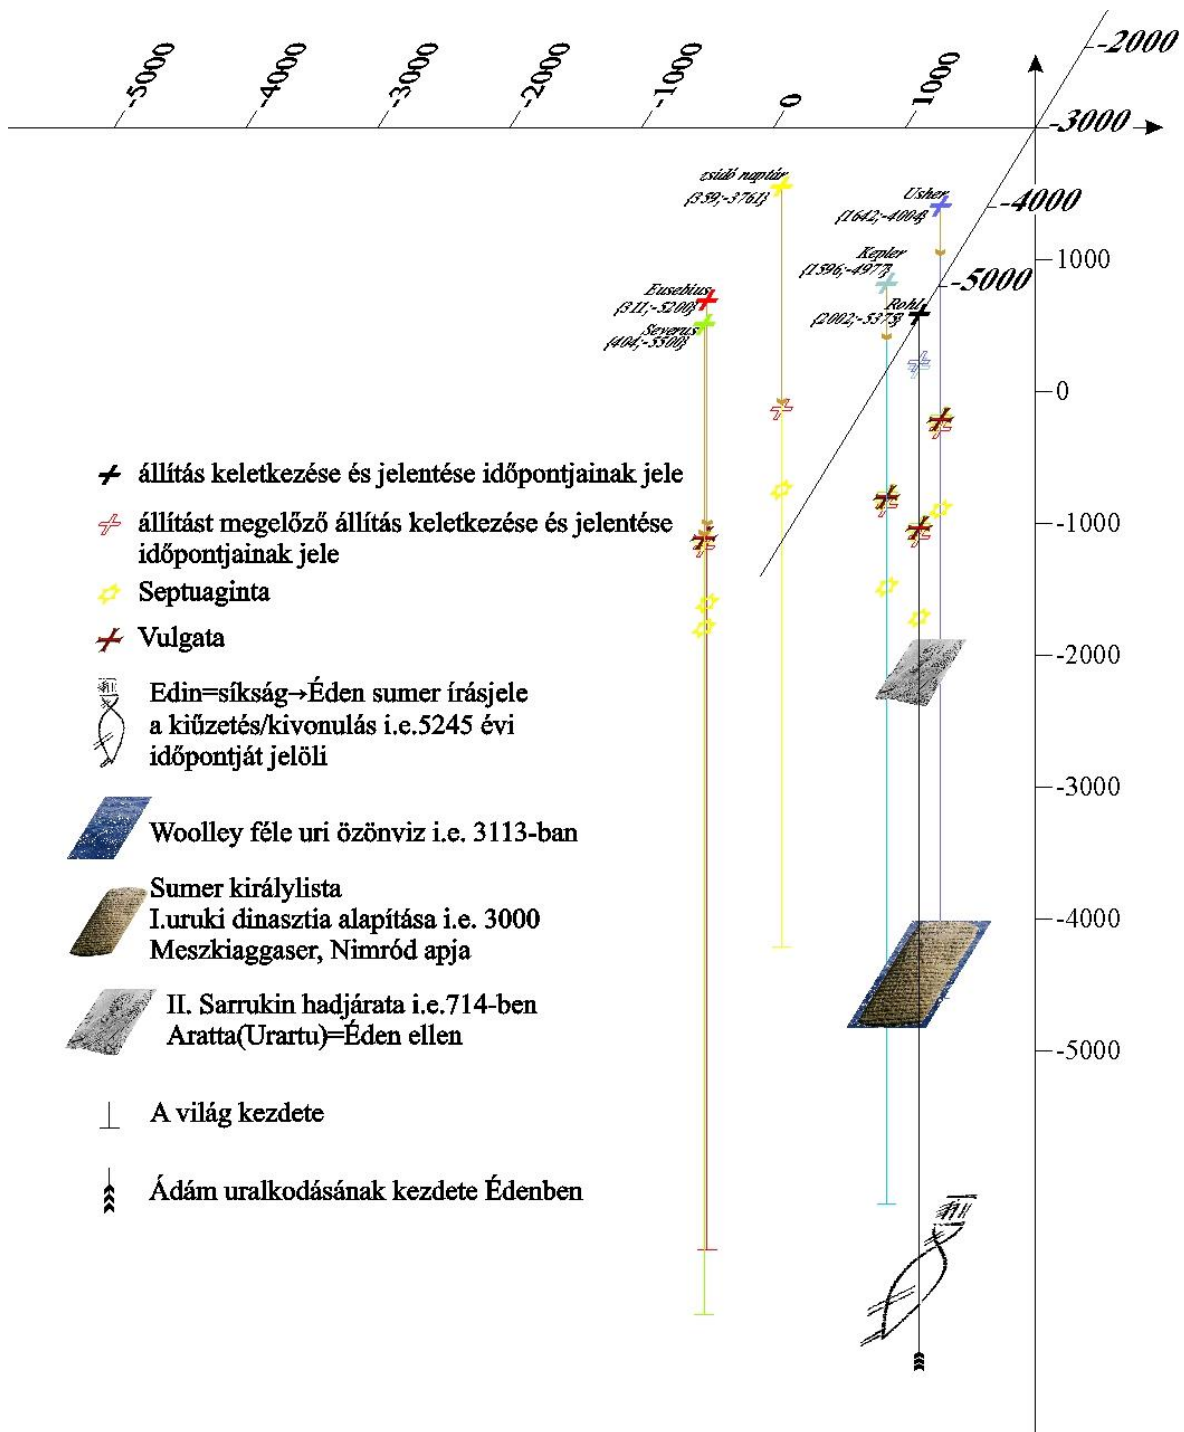 -5000
-4000
-3000
-2000
-1000
0
1000
-2000
-3000
-4000
-5000
1000
0
-1000
-2000
-3000
-4000
-5000
zsidó naptár
{359;-3761}
Usher
{1642;-4004}
Kepler
{1596;-4977}
Eusebius
{311;-5200}
Rohl
{2002;-5375}
Severus
{404;-5500}
állítás keletkezése és jelentése időpontjainak jele
állítást megelőző állítás keletkezése és jelentése
időpontjainak jele
Septuaginta
Vulgata
Edin=síkság→Éden sumer írásjele
a kiűzetés/kivonulás i.e.5245 évi
időpontját jelöli
Woolley féle uri özönviz i.e. 3113-ban
Sumer királylista
I.uruki dinasztia alapítása i.e. 3000
Meszkiaggaser, Nimród apja
II. Sarrukin hadjárata i.e.714-ben
Aratta(Urartu)=Éden ellen
A világ kezdete
Ádám uralkodásának kezdete Édenben